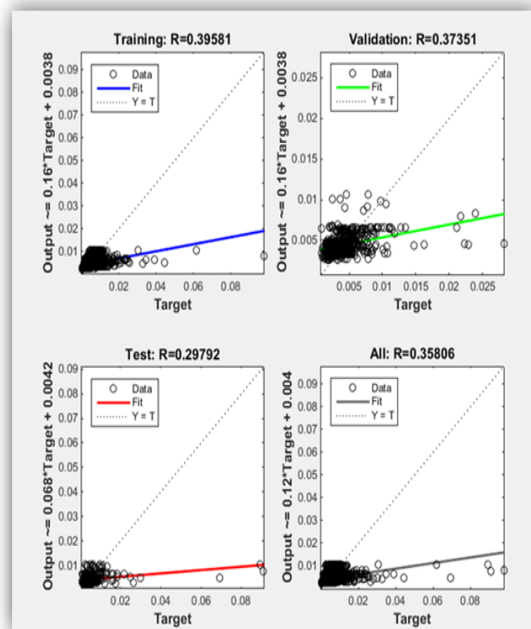 Training: R=0.39581
Output ~= 0.16*Target + 0.0038
0.09
0.08
0.07
0.06
0.05
0.04
0.03
0.02
0.01
Data
Fit
Y = T
0.02 0.04 0.06 0.08
Target
Validation: R=0.37351
Output ~= 0.16*Target + 0.0038
0.025
0.02
0.015
0.01
0.005
Data
Fit
Y = T
0.005 0.01 0.015 0.02 0.025
Target
Test: R=0.29792
Output ~= 0.068*Target + 0.0042
0.09
0.08
0.07
0.06
0.05
0.04
0.03
0.02
0.01
Data
Fit
Y = T
0.02 0.04 0.06 0.08
Target
All: R=0.35806
Output ~= 0.12*Target + 0.004
0.09
0.08
0.07
0.06
0.05
0.04
0.03
0.02
0.01
Data
Fit
Y = T
0.02 0.04 0.06 0.08
Target